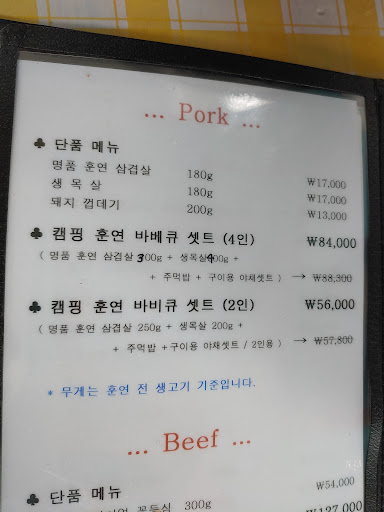 ... Pork ...
♣ 단품 메뉴
명품 훈연 삼겹살 180g ₩17,000
생 목 살 180g ₩17,000
돼지 껍데기 200g ₩13,000
♣ 캠핑 훈연 바베큐 셋트 (4인) ₩84,000
( 명품 훈연 삼겹살 300g + 생목살 400g +
+ 주먹밥 +구이용 야채셋트 ) → ₩88,300
♣ 캠핑 훈연 바비큐 셋트 (2인) ₩56,000
( 명품 훈연 삼겹살 250g + 생목살 200g +
+ 주먹밥 +구이용 야채셋트 / 2인용 ) → ₩57,800
* 무게는 훈연 전 생고기 기준입니다.
... Beef ...
♣ 단품 메뉴 ₩54,000
꽃등심 300g ₩127,000